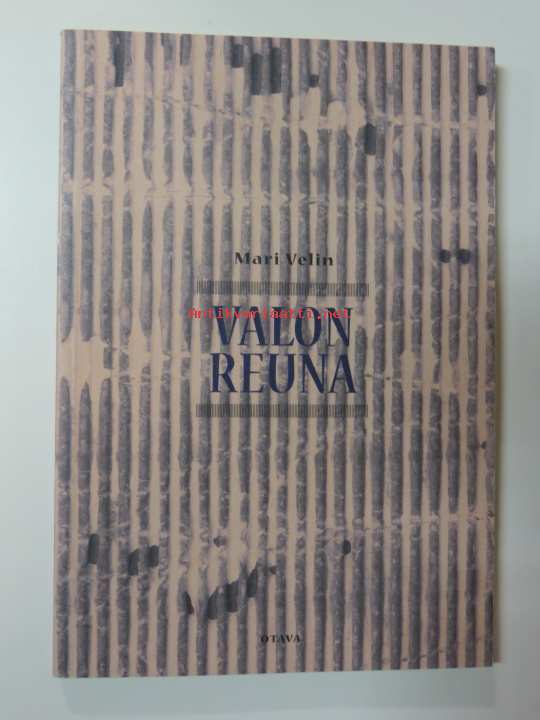 Mari Velin
Antikvariaatti.net
VALON
REUNA
OTAVA